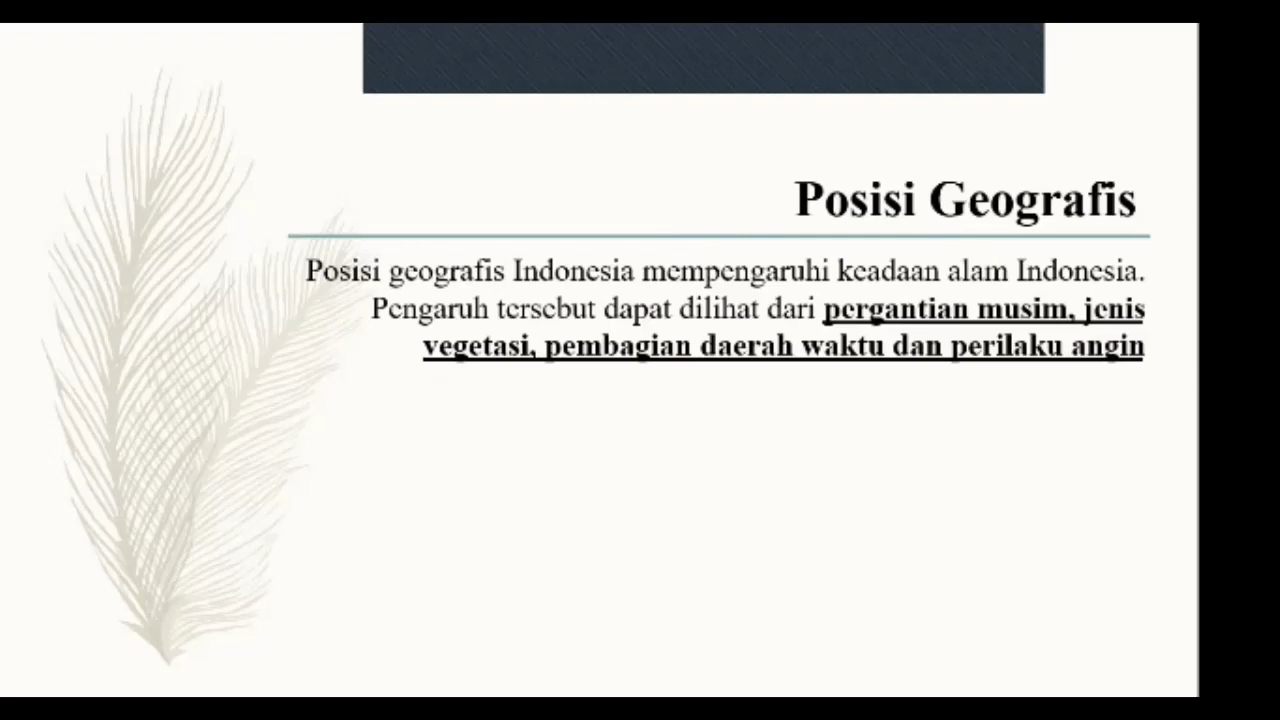 Posisi Geografis
Posisi geografis Indonesia mempengaruhi keadaan alam Indonesia.
Pengaruh tersebut dapat dilihat dari pergantian musim, jenis
vegetasi, pembagian daerah waktu dan perilaku angin